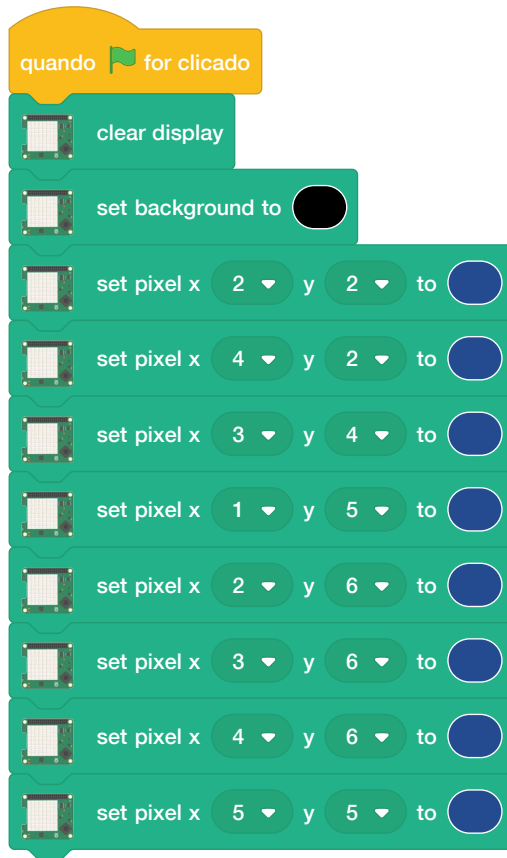 quando for clicado
clear display
set background to
set pixel x 2 y 2 to
set pixel x 4 y 2 to
set pixel x 3 y 4 to
set pixel x 1 y 5 to
set pixel x 2 y 6 to
set pixel x 3 y 6 to
set pixel x 4 y 6 to
set pixel x 5 y 5 to